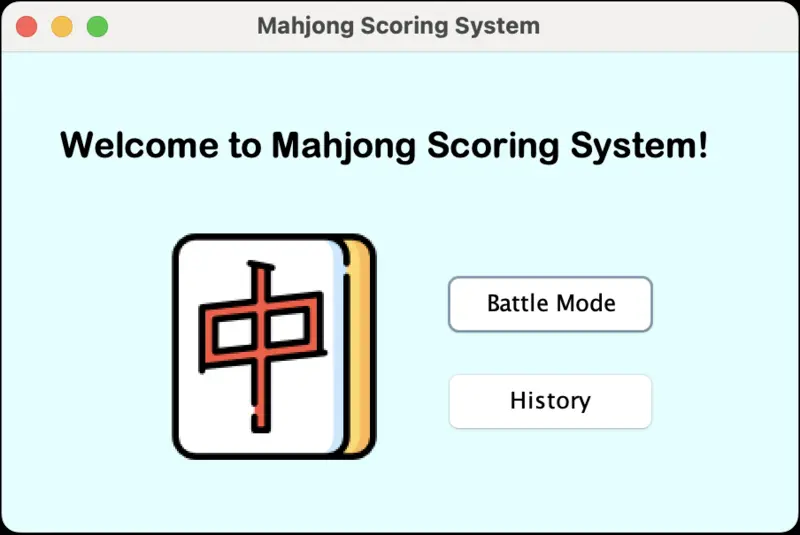 Mahjong Scoring System
Welcome to Mahjong Scoring System!
中
Battle Mode
History